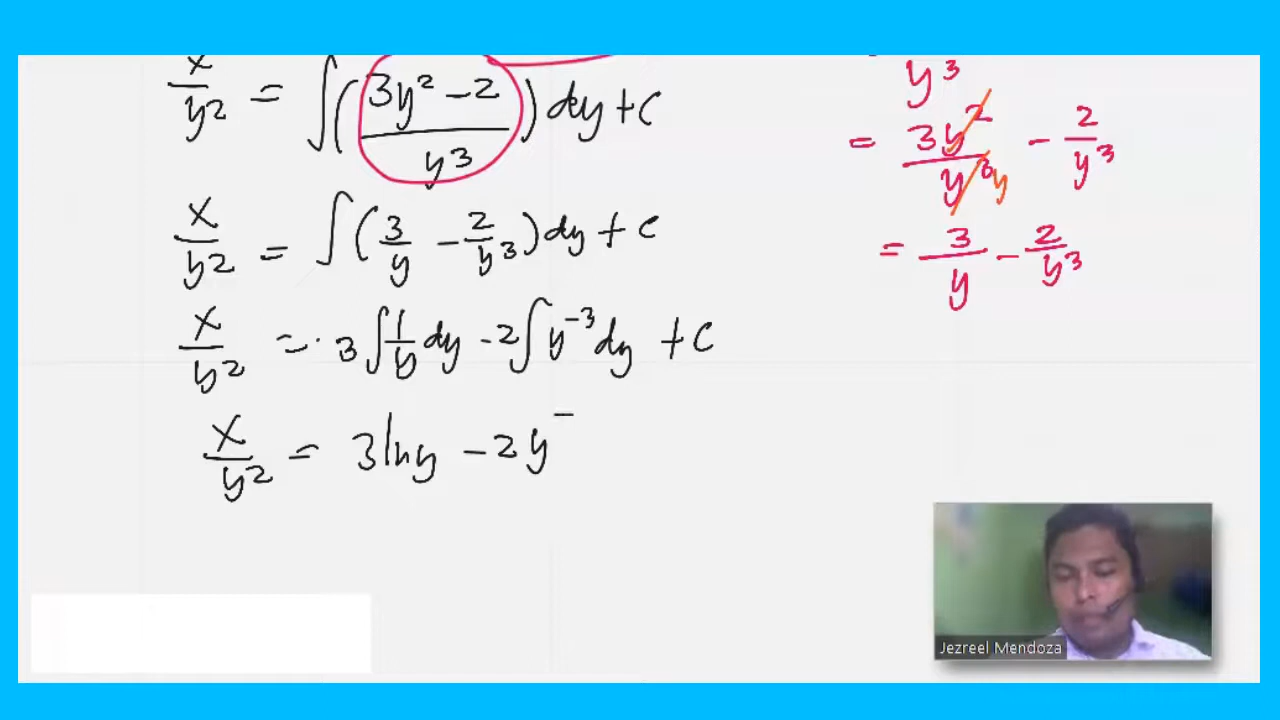 x/y² = ∫(3y² - 2 / y³) dy + C
x/y² = ∫(3/y - 2/y³) dy + C
x/y² = 3∫1/y dy - 2∫y⁻³ dy + C
x/y² = 3 ln y - 2y⁻
y³
= 3y²/y³ y - 2/y³
= 3/y - 2/y³
Jezreel Mendoza